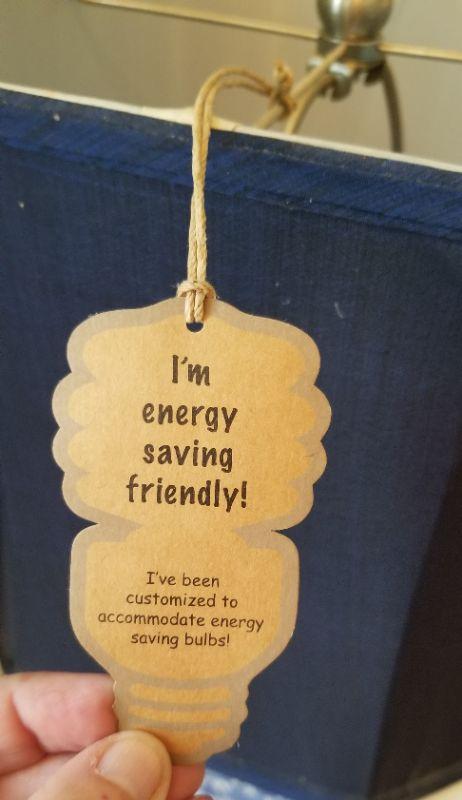 I'm
energy
saving
friendly!
I've been
customized to
accommodate energy
saving bulbs!